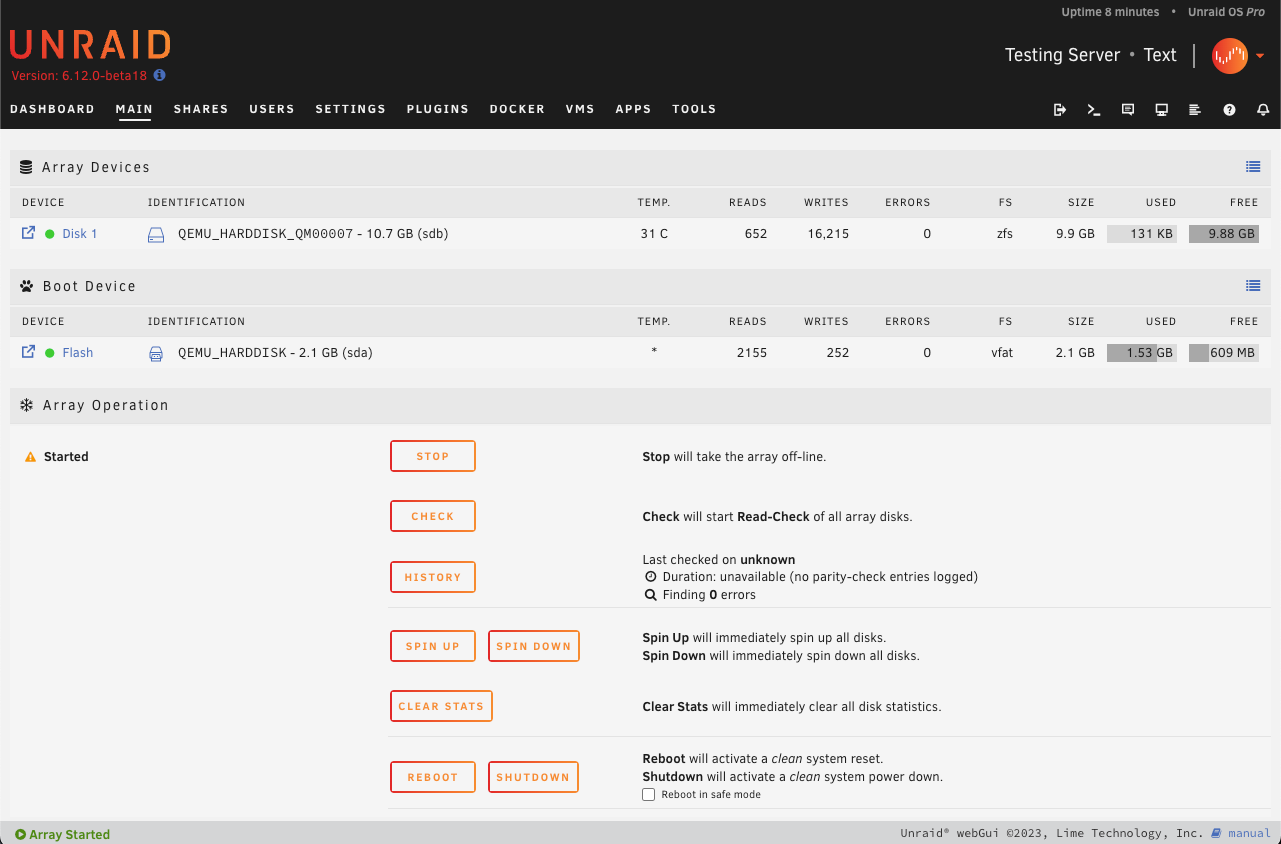 Uptime 8 minutes • Unraid OS Pro
UNRAID
Testing Server • Text
Version: 6.12.0-beta18
DASHBOARD MAIN SHARES USERS SETTINGS PLUGINS DOCKER VMS APPS TOOLS
Array Devices
DEVICE IDENTIFICATION TEMP. READS WRITES ERRORS FS SIZE USED FREE
Disk 1 QEMU_HARDDISK_QM00007 - 10.7 GB (sdb) 31 C 652 16,215 0 zfs 9.9 GB 131 KB 9.88 GB
Boot Device
DEVICE IDENTIFICATION TEMP. READS WRITES ERRORS FS SIZE USED FREE
Flash QEMU_HARDDISK - 2.1 GB (sda) * 2155 252 0 vfat 2.1 GB 1.53 GB 609 MB
Array Operation
Started STOP Stop will take the array off-line.
CHECK Check will start Read-Check of all array disks.
Last checked on unknown
HISTORY Duration: unavailable (no parity-check entries logged)
Finding 0 errors
Spin Up will immediately spin up all disks.
SPIN UP SPIN DOWN
Spin Down will immediately spin down all disks.
CLEAR STATS Clear Stats will immediately clear all disk statistics.
Reboot will activate a clean system reset.
REBOOT SHUTDOWN Shutdown will activate a clean system power down.
Reboot in safe mode
Array Started Unraid® webGui ©2023, Lime Technology, Inc. manual